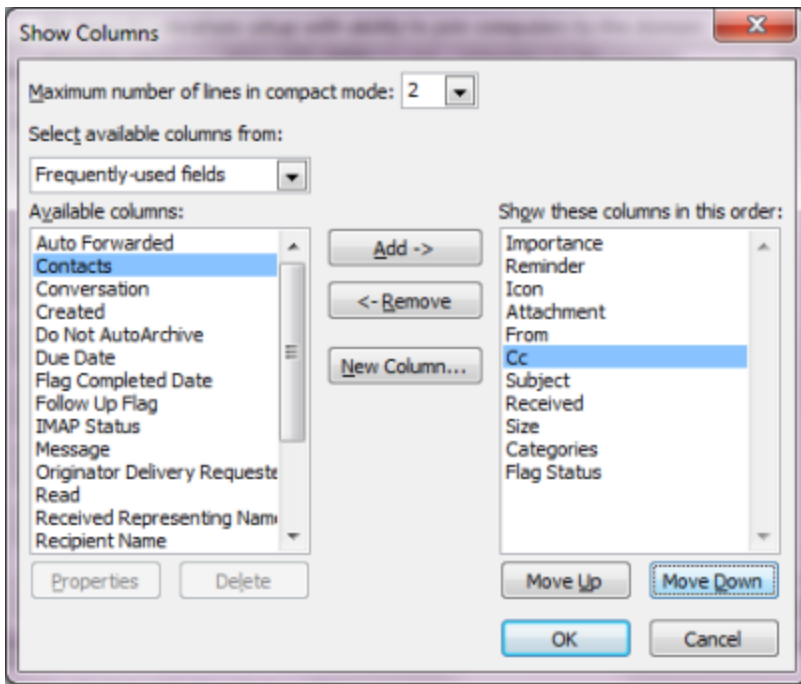 Show Columns
Maximum number of lines in compact mode: 2
Select available columns from:
Frequently-used fields
Available columns:
Auto Forwarded
Contacts
Conversation
Created
Do Not AutoArchive
Due Date
Flag Completed Date
Follow Up Flag
IMAP Status
Message
Originator Delivery Requeste
Read
Received Representing Nam
Recipient Name
Properties
Delete
Add ->
<- Remove
New Column...
Show these columns in this order:
Importance
Reminder
Icon
Attachment
From
Cc
Subject
Received
Size
Categories
Flag Status
Move Up
Move Down
OK
Cancel